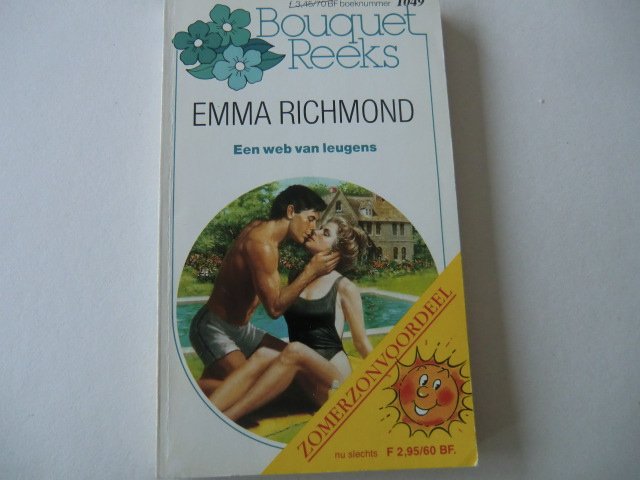 f 3,45/70 BF boeknummer 1049
Bouquet
Reeks
EMMA RICHMOND
Een web van leugens
ZOMERZONVOORDEEL
nu slechts F 2,95/60 BF.